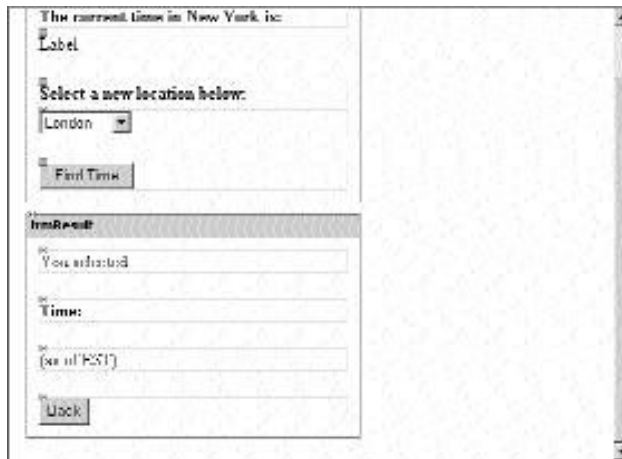 The current time in New York is:
Label
Select a new location below:
London
Find Time
frmResult
You selected
Time:
(as of EST)
Back